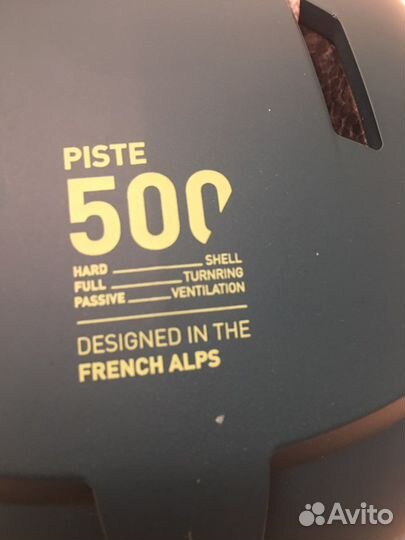 PISTE
500
HARD SHELL
FULL TURNRING
PASSIVE VENTILATION
DESIGNED IN THE
FRENCH ALPS
Avito